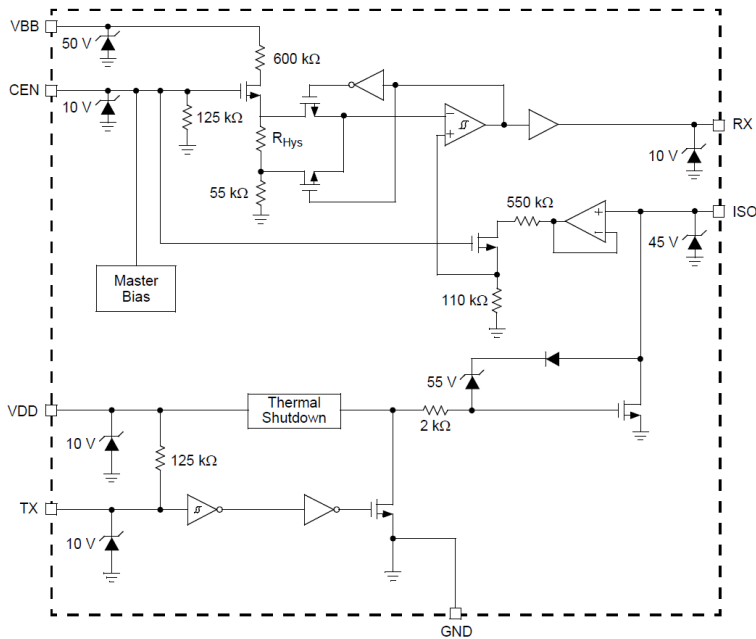 VBB
50 V
600 kΩ
CEN
10 V
125 kΩ
R_Hys
55 kΩ
Master
Bias
−
+
RX
10 V
550 kΩ
+
−
ISO
45 V
110 kΩ
55 V
VDD
Thermal
Shutdown
2 kΩ
10 V
125 kΩ
TX
10 V
GND